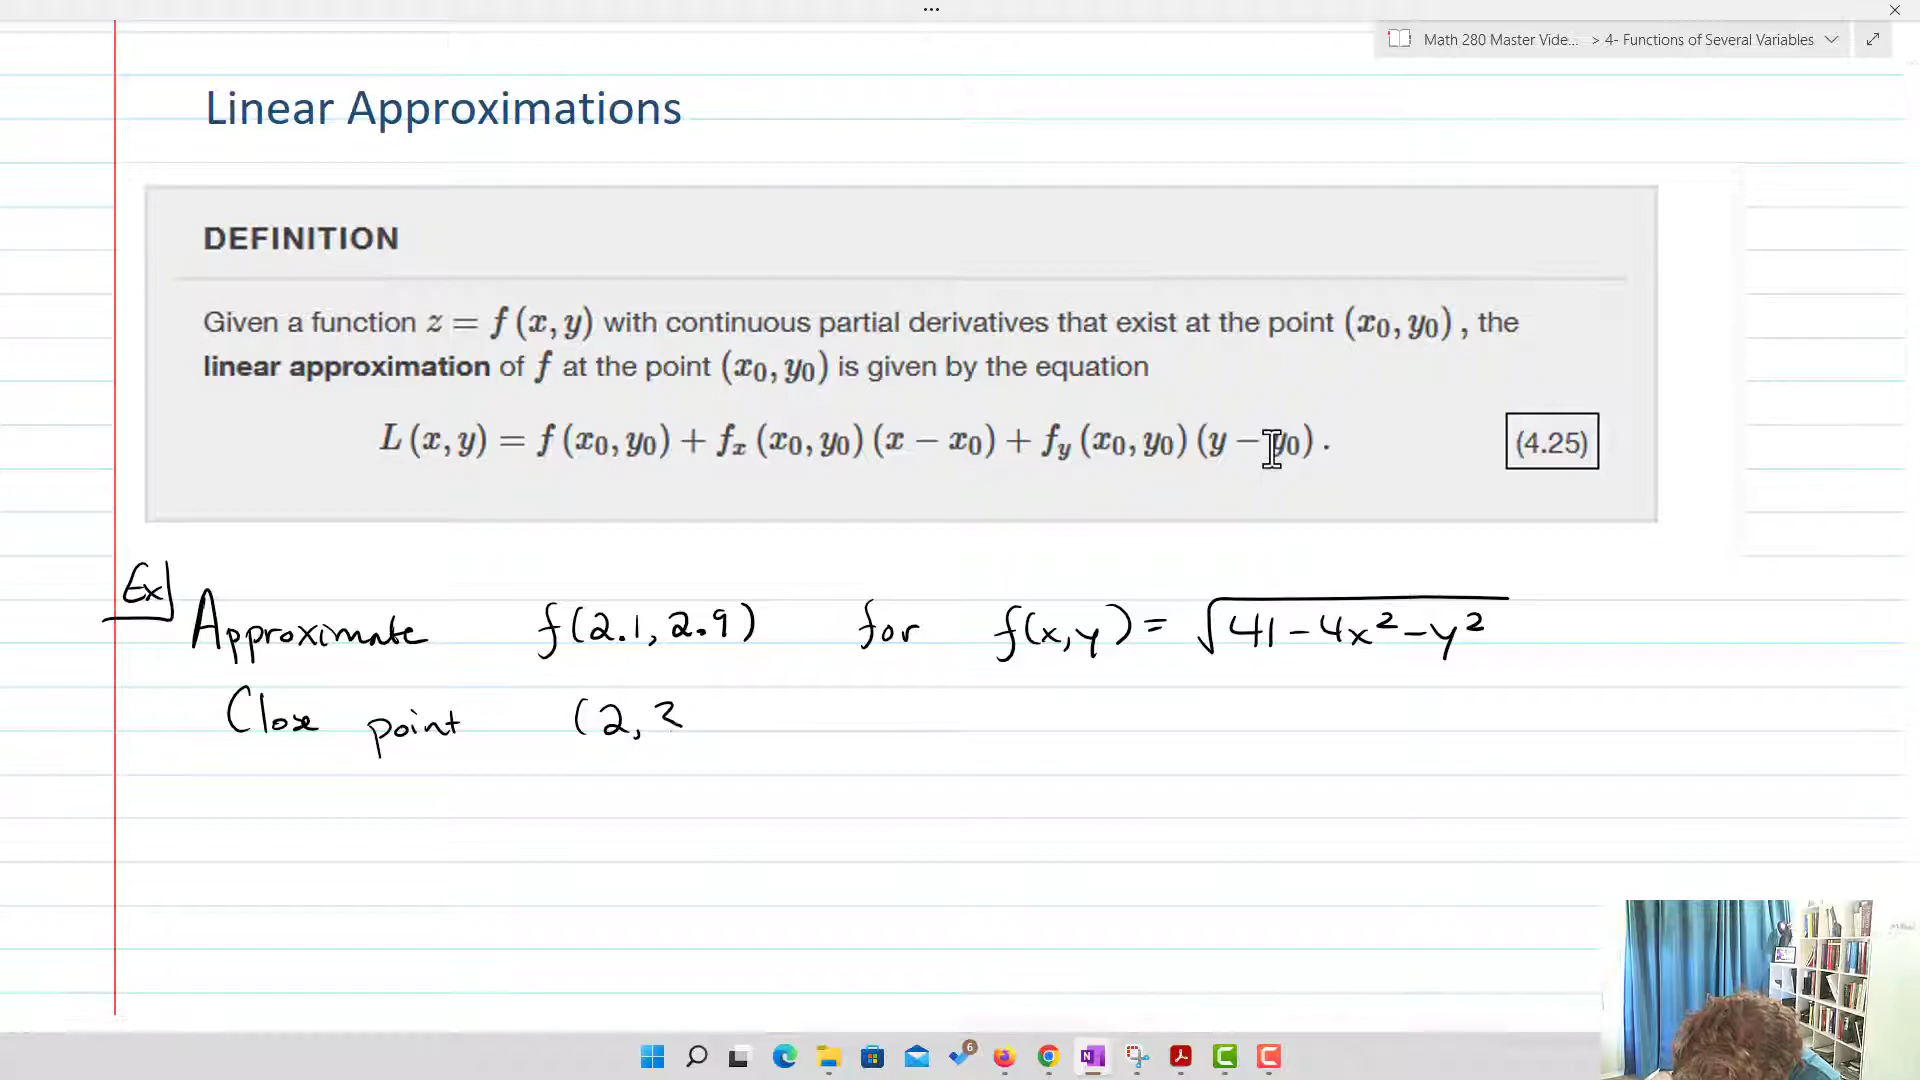 Math 280 Master Vide... > 4- Functions of Several Variables
Linear Approximations
DEFINITION
Given a function z = f (x, y) with continuous partial derivatives that exist at the point (x₀, y₀), the
linear approximation of f at the point (x₀, y₀) is given by the equation
L (x, y) = f (x₀, y₀) + fₓ (x₀, y₀) (x − x₀) + f_y (x₀, y₀) (y − y₀) .
(4.25)
Ex
Approximate f(2.1, 2.9) for f(x,y) = √(41 − 4x² − y²)
Close point (2, 3
6